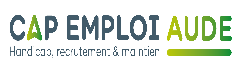 CAP EMPLOI AUDE
Handicap, recrutement & maintien